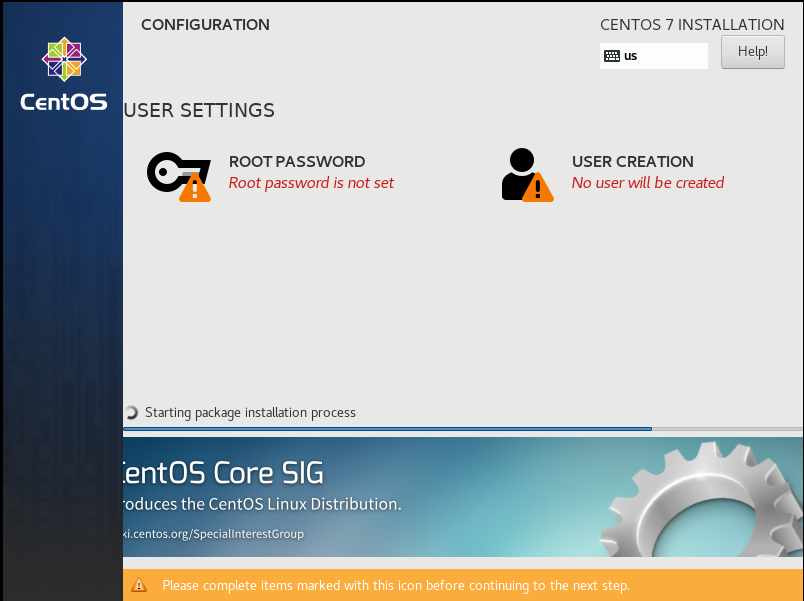 CONFIGURATION
CENTOS 7 INSTALLATION
us
Help!
CentOS
USER SETTINGS
ROOT PASSWORD
Root password is not set
USER CREATION
No user will be created
Starting package installation process
CentOS Core SIG
roduces the CentOS Linux Distribution.
ki.centos.org/SpecialInterestGroup
Please complete items marked with this icon before continuing to the next step.